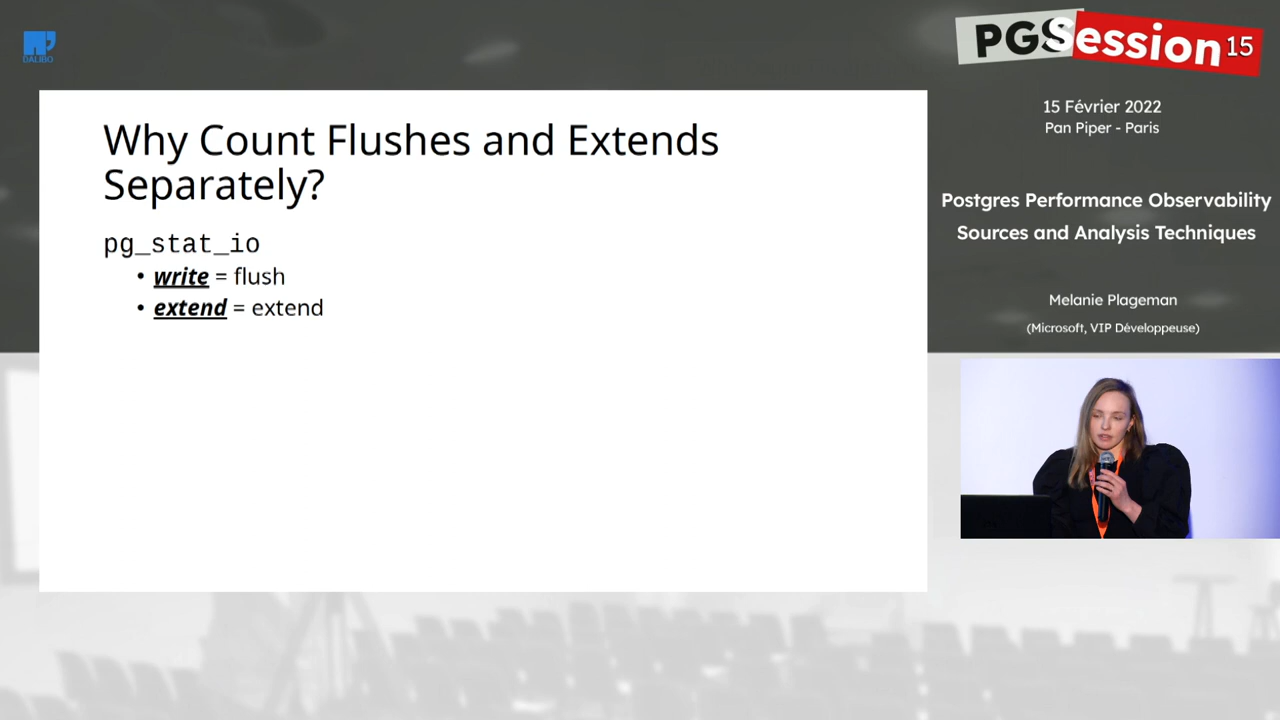 DALIBO
PGSession 15
15 Février 2022
Pan Piper - Paris
Why Count Flushes and Extends
Separately?
pg_stat_io
• write = flush
• extend = extend
Postgres Performance Observability
Sources and Analysis Techniques
Melanie Plageman
(Microsoft, VIP Développeuse)